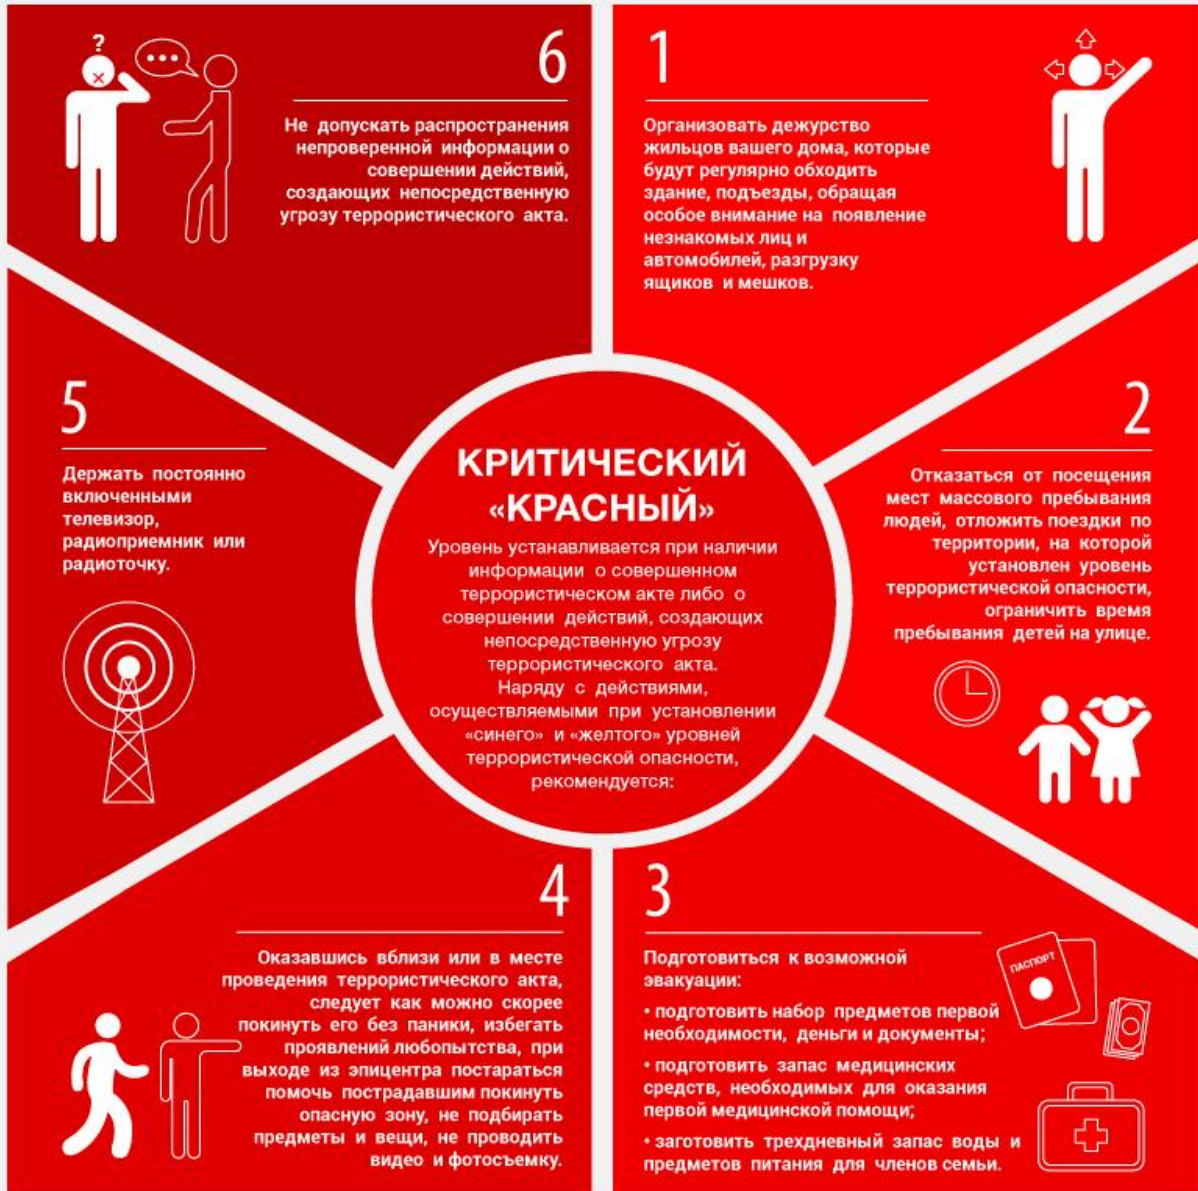 КРИТИЧЕСКИЙ
«КРАСНЫЙ»
Уровень устанавливается при наличии
информации о совершенном
террористическом акте либо о
совершении действий, создающих
непосредственную угрозу
террористического акта.
Наряду с действиями,
осуществляемыми при установлении
«синего» и «желтого» уровней
террористической опасности,
рекомендуется:
1
Организовать дежурство
жильцов вашего дома, которые
будут регулярно обходить
здание, подъезды, обращая
особое внимание на появление
незнакомых лиц и
автомобилей, разгрузку
ящиков и мешков.
2
Отказаться от посещения
мест массового пребывания
людей, отложить поездки по
территории, на которой
установлен уровень
террористической опасности,
ограничить время
пребывания детей на улице.
3
Подготовиться к возможной
эвакуации:
• подготовить набор предметов первой
необходимости, деньги и документы;
• подготовить запас медицинских
средств, необходимых для оказания
первой медицинской помощи;
• заготовить трехдневный запас воды и
предметов питания для членов семьи.
ПАСПОРТ
4
Оказавшись вблизи или в месте
проведения террористического акта,
следует как можно скорее
покинуть его без паники, избегать
проявлений любопытства, при
выходе из эпицентра постараться
помочь пострадавшим покинуть
опасную зону, не подбирать
предметы и вещи, не проводить
видео и фотосъемку.
5
Держать постоянно
включенными
телевизор,
радиоприемник или
радиоточку.
6
Не допускать распространения
непроверенной информации о
совершении действий,
создающих непосредственную
угрозу террористического акта.
?